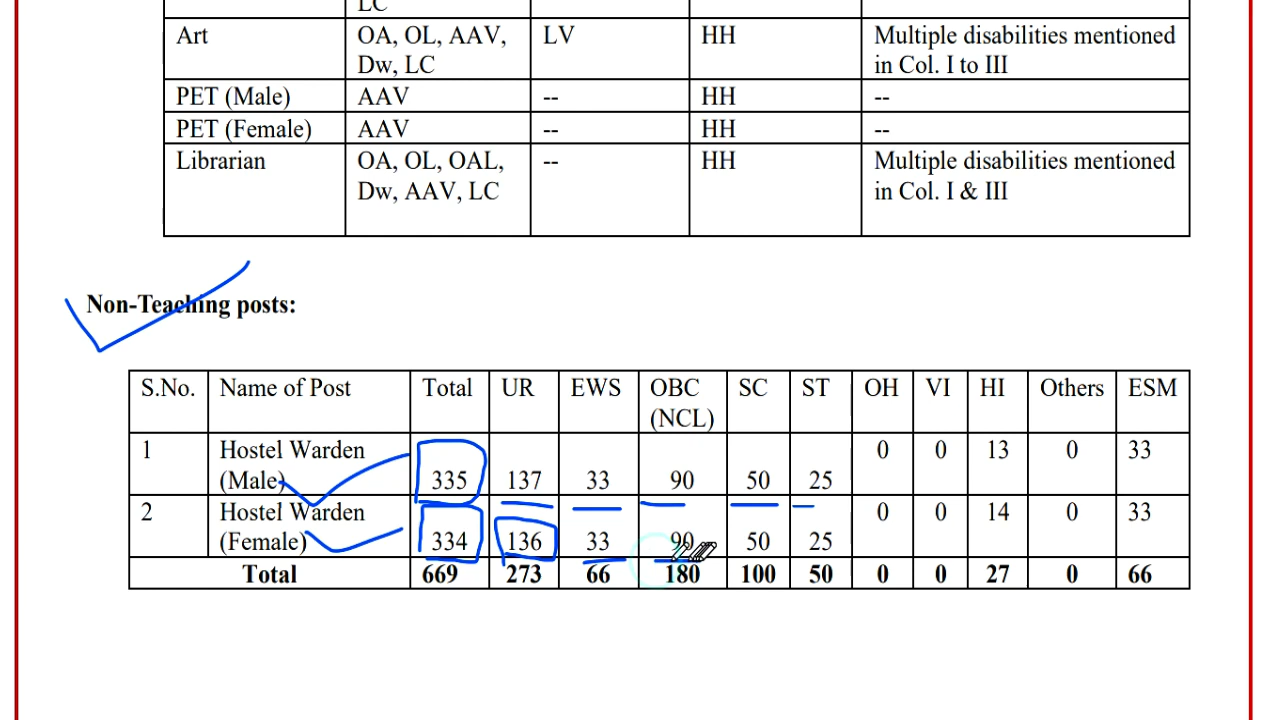 LC
Art OA, OL, AAV, LV HH Multiple disabilities mentioned
Dw, LC in Col. I to III
PET (Male) AAV -- HH --
PET (Female) AAV -- HH --
Librarian OA, OL, OAL, -- HH Multiple disabilities mentioned
Dw, AAV, LC in Col. I & III
Non-Teaching posts:
S.No. Name of Post Total UR EWS OBC SC ST OH VI HI Others ESM
(NCL)
1 Hostel Warden 0 0 13 0 33
(Male) 335 137 33 90 50 25
2 Hostel Warden 0 0 14 0 33
(Female) 334 136 33 90 50 25
Total 669 273 66 180 100 50 0 0 27 0 66